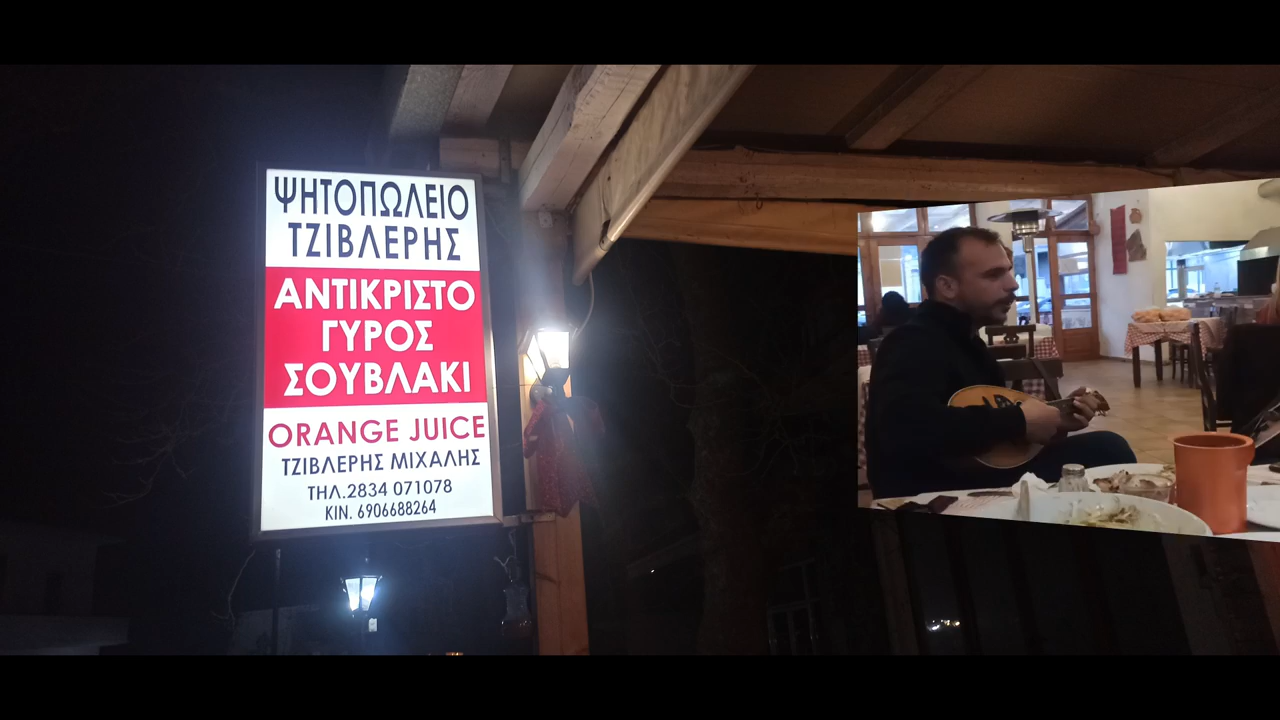 ΨΗΤΟΠΩΛΕΙΟ
ΤΖΙΒΛΕΡΗΣ
ΑΝΤΙΚΡΙΣΤΟ
ΓΥΡΟΣ
ΣΟΥΒΛΑΚΙ
ORANGE JUICE
ΤΖΙΒΛΕΡΗΣ ΜΙΧΑΛΗΣ
ΤΗΛ.2834 071078
ΚΙΝ. 6906688264